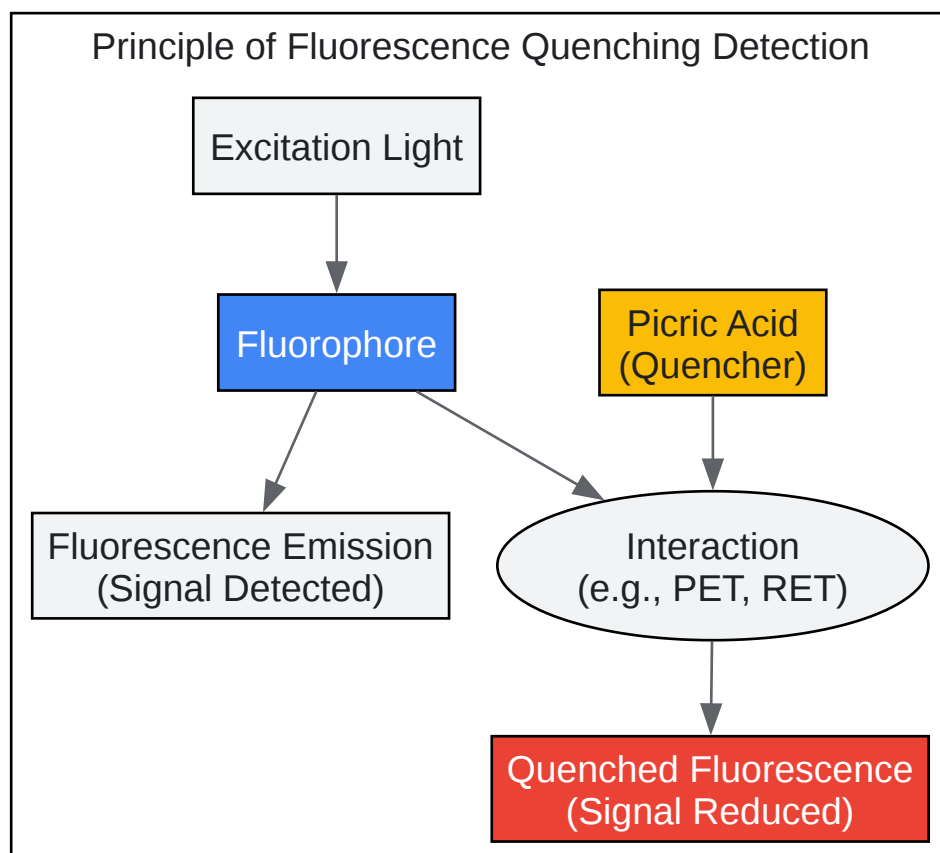 Principle of Fluorescence Quenching Detection
Excitation Light
Fluorophore
Picric Acid
(Quencher)
Fluorescence Emission
(Signal Detected)
Interaction
(e.g., PET, RET)
Quenched Fluorescence
(Signal Reduced)